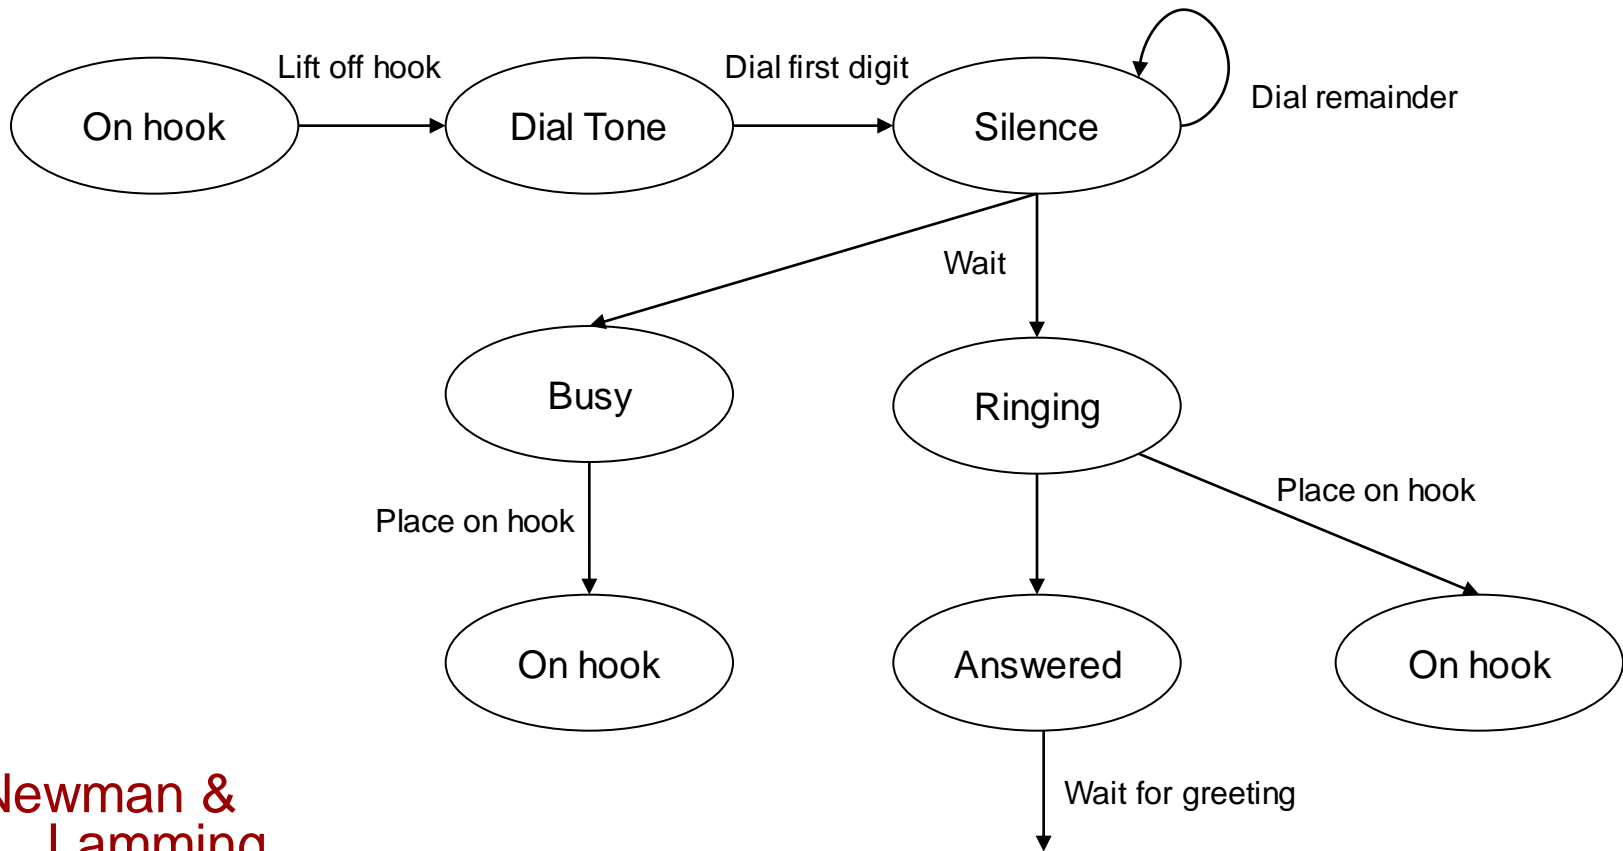 Lift off hook
Dial first digit
Dial remainder
On hook
Dial Tone
Silence
Wait
Busy
Ringing
Place on hook
Place on hook
On hook
Answered
On hook
Newman &
Lamming
Wait for greeting